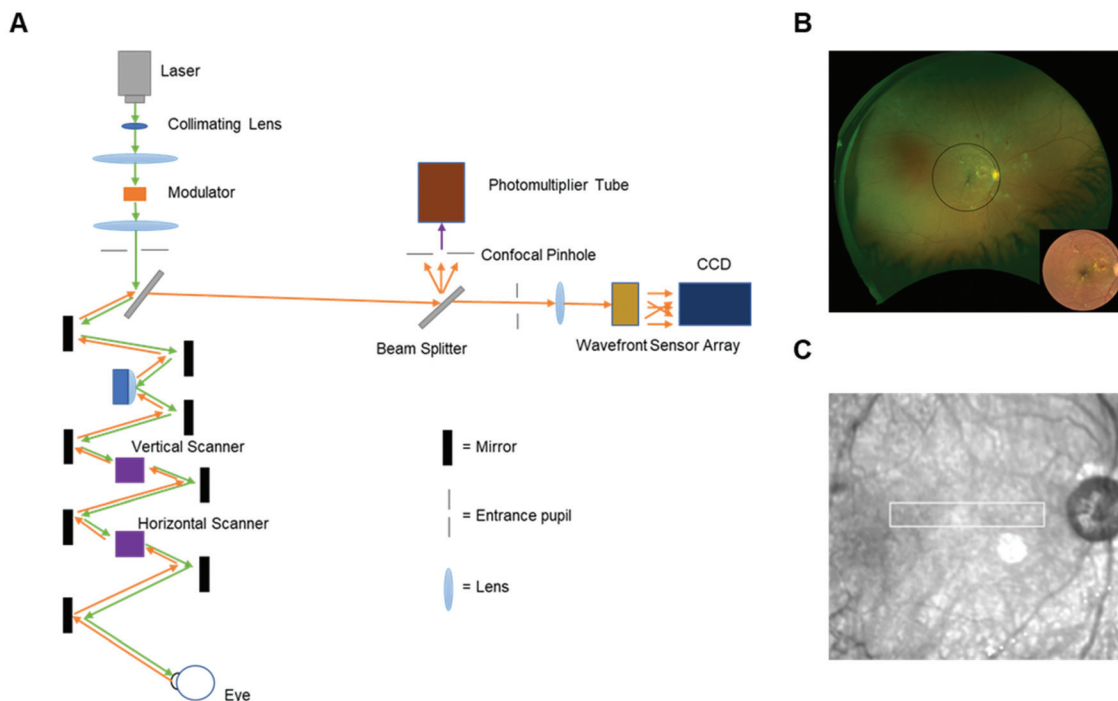 A
Laser
Collimating Lens
Modulator
Photomultiplier Tube
Confocal Pinhole
CCD
Beam Splitter
Wavefront Sensor Array
Vertical Scanner
= Mirror
= Entrance pupil
Horizontal Scanner
= Lens
Eye
B
C